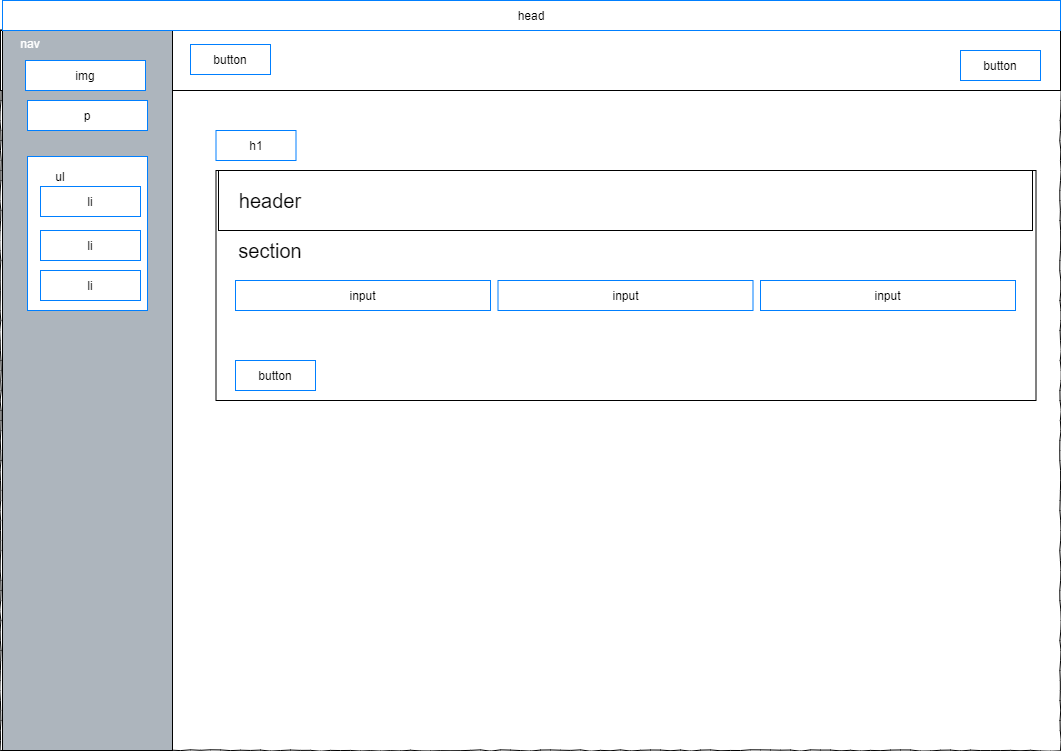 head
nav
img
p
ul
li
li
li
button
button
h1
header
section
input
input
input
button